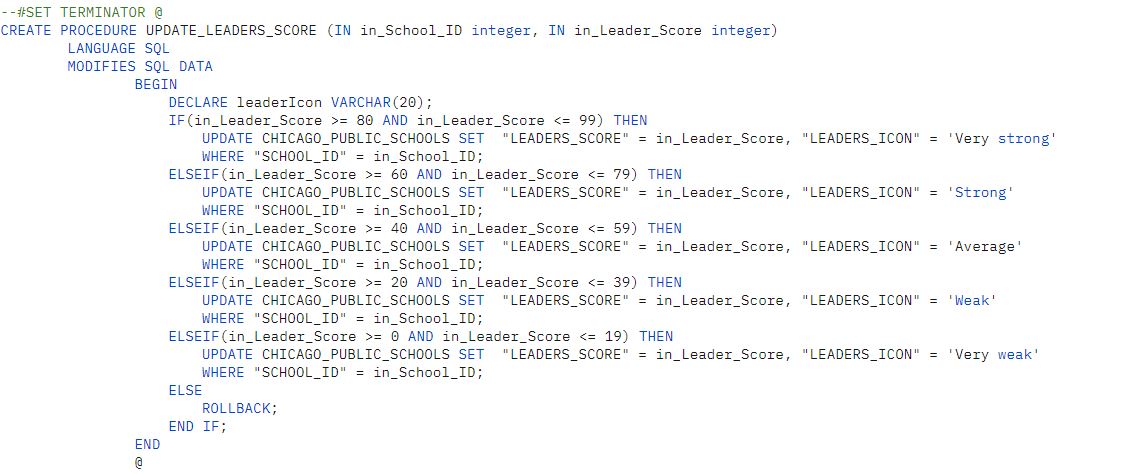 --#SET TERMINATOR @
CREATE PROCEDURE UPDATE_LEADERS_SCORE (IN in_School_ID integer, IN in_Leader_Score integer)
LANGUAGE SQL
MODIFIES SQL DATA
BEGIN
DECLARE leaderIcon VARCHAR(20);
IF(in_Leader_Score >= 80 AND in_Leader_Score <= 99) THEN
UPDATE CHICAGO_PUBLIC_SCHOOLS SET  "LEADERS_SCORE" = in_Leader_Score, "LEADERS_ICON" = 'Very strong'
WHERE "SCHOOL_ID" = in_School_ID;
ELSEIF(in_Leader_Score >= 60 AND in_Leader_Score <= 79) THEN
UPDATE CHICAGO_PUBLIC_SCHOOLS SET  "LEADERS_SCORE" = in_Leader_Score, "LEADERS_ICON" = 'Strong'
WHERE "SCHOOL_ID" = in_School_ID;
ELSEIF(in_Leader_Score >= 40 AND in_Leader_Score <= 59) THEN
UPDATE CHICAGO_PUBLIC_SCHOOLS SET  "LEADERS_SCORE" = in_Leader_Score, "LEADERS_ICON" = 'Average'
WHERE "SCHOOL_ID" = in_School_ID;
ELSEIF(in_Leader_Score >= 20 AND in_Leader_Score <= 39) THEN
UPDATE CHICAGO_PUBLIC_SCHOOLS SET  "LEADERS_SCORE" = in_Leader_Score, "LEADERS_ICON" = 'Weak'
WHERE "SCHOOL_ID" = in_School_ID;
ELSEIF(in_Leader_Score >= 0 AND in_Leader_Score <= 19) THEN
UPDATE CHICAGO_PUBLIC_SCHOOLS SET  "LEADERS_SCORE" = in_Leader_Score, "LEADERS_ICON" = 'Very weak'
WHERE "SCHOOL_ID" = in_School_ID;
ELSE
ROLLBACK;
END IF;
END
@